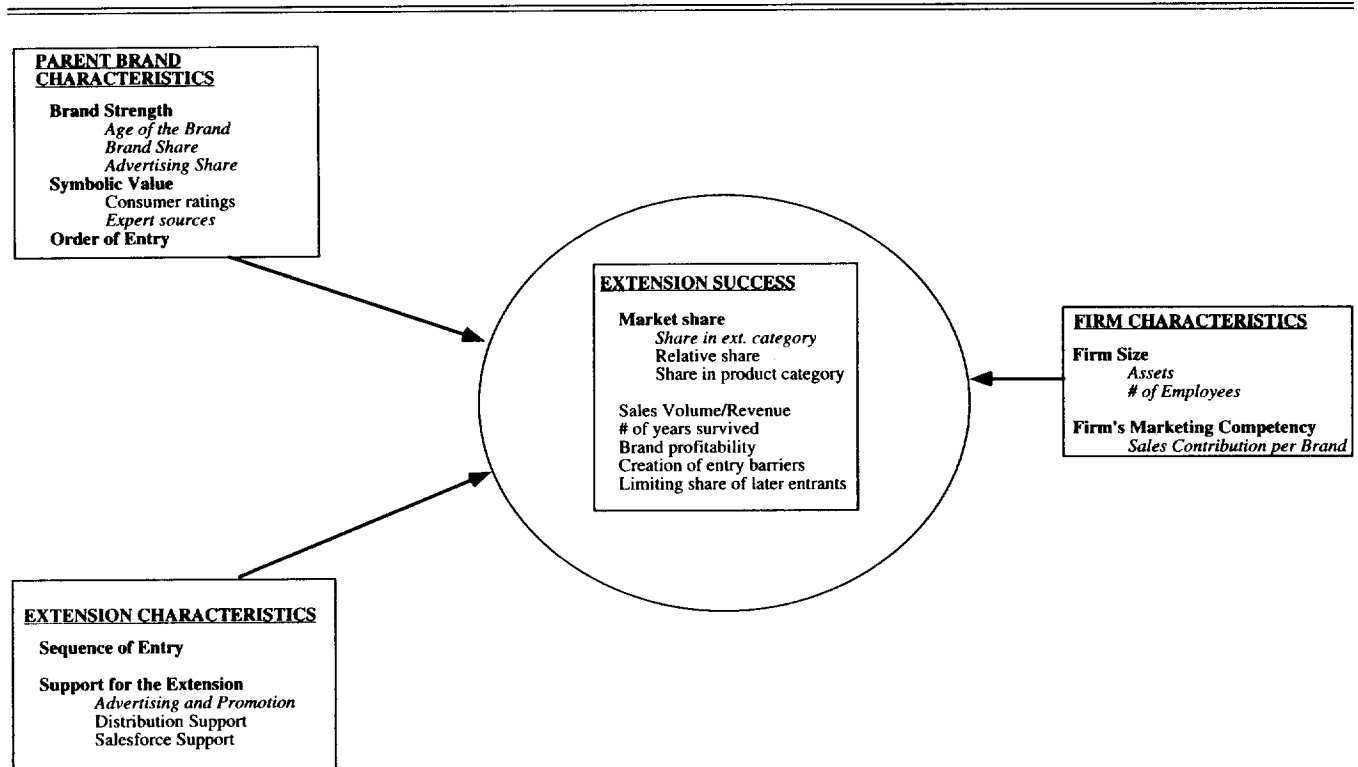 PARENT BRAND
CHARACTERISTICS
Brand Strength
Age of the Brand
Brand Share
Advertising Share
Symbolic Value
Consumer ratings
Expert sources
Order of Entry
EXTENSION SUCCESS
Market share
Share in ext. category
Relative share
Share in product category
Sales Volume/Revenue
# of years survived
Brand profitability
Creation of entry barriers
Limiting share of later entrants
FIRM CHARACTERISTICS
Firm Size
Assets
# of Employees
Firm's Marketing Competency
Sales Contribution per Brand
EXTENSION CHARACTERISTICS
Sequence of Entry
Support for the Extension
Advertising and Promotion
Distribution Support
Salesforce Support